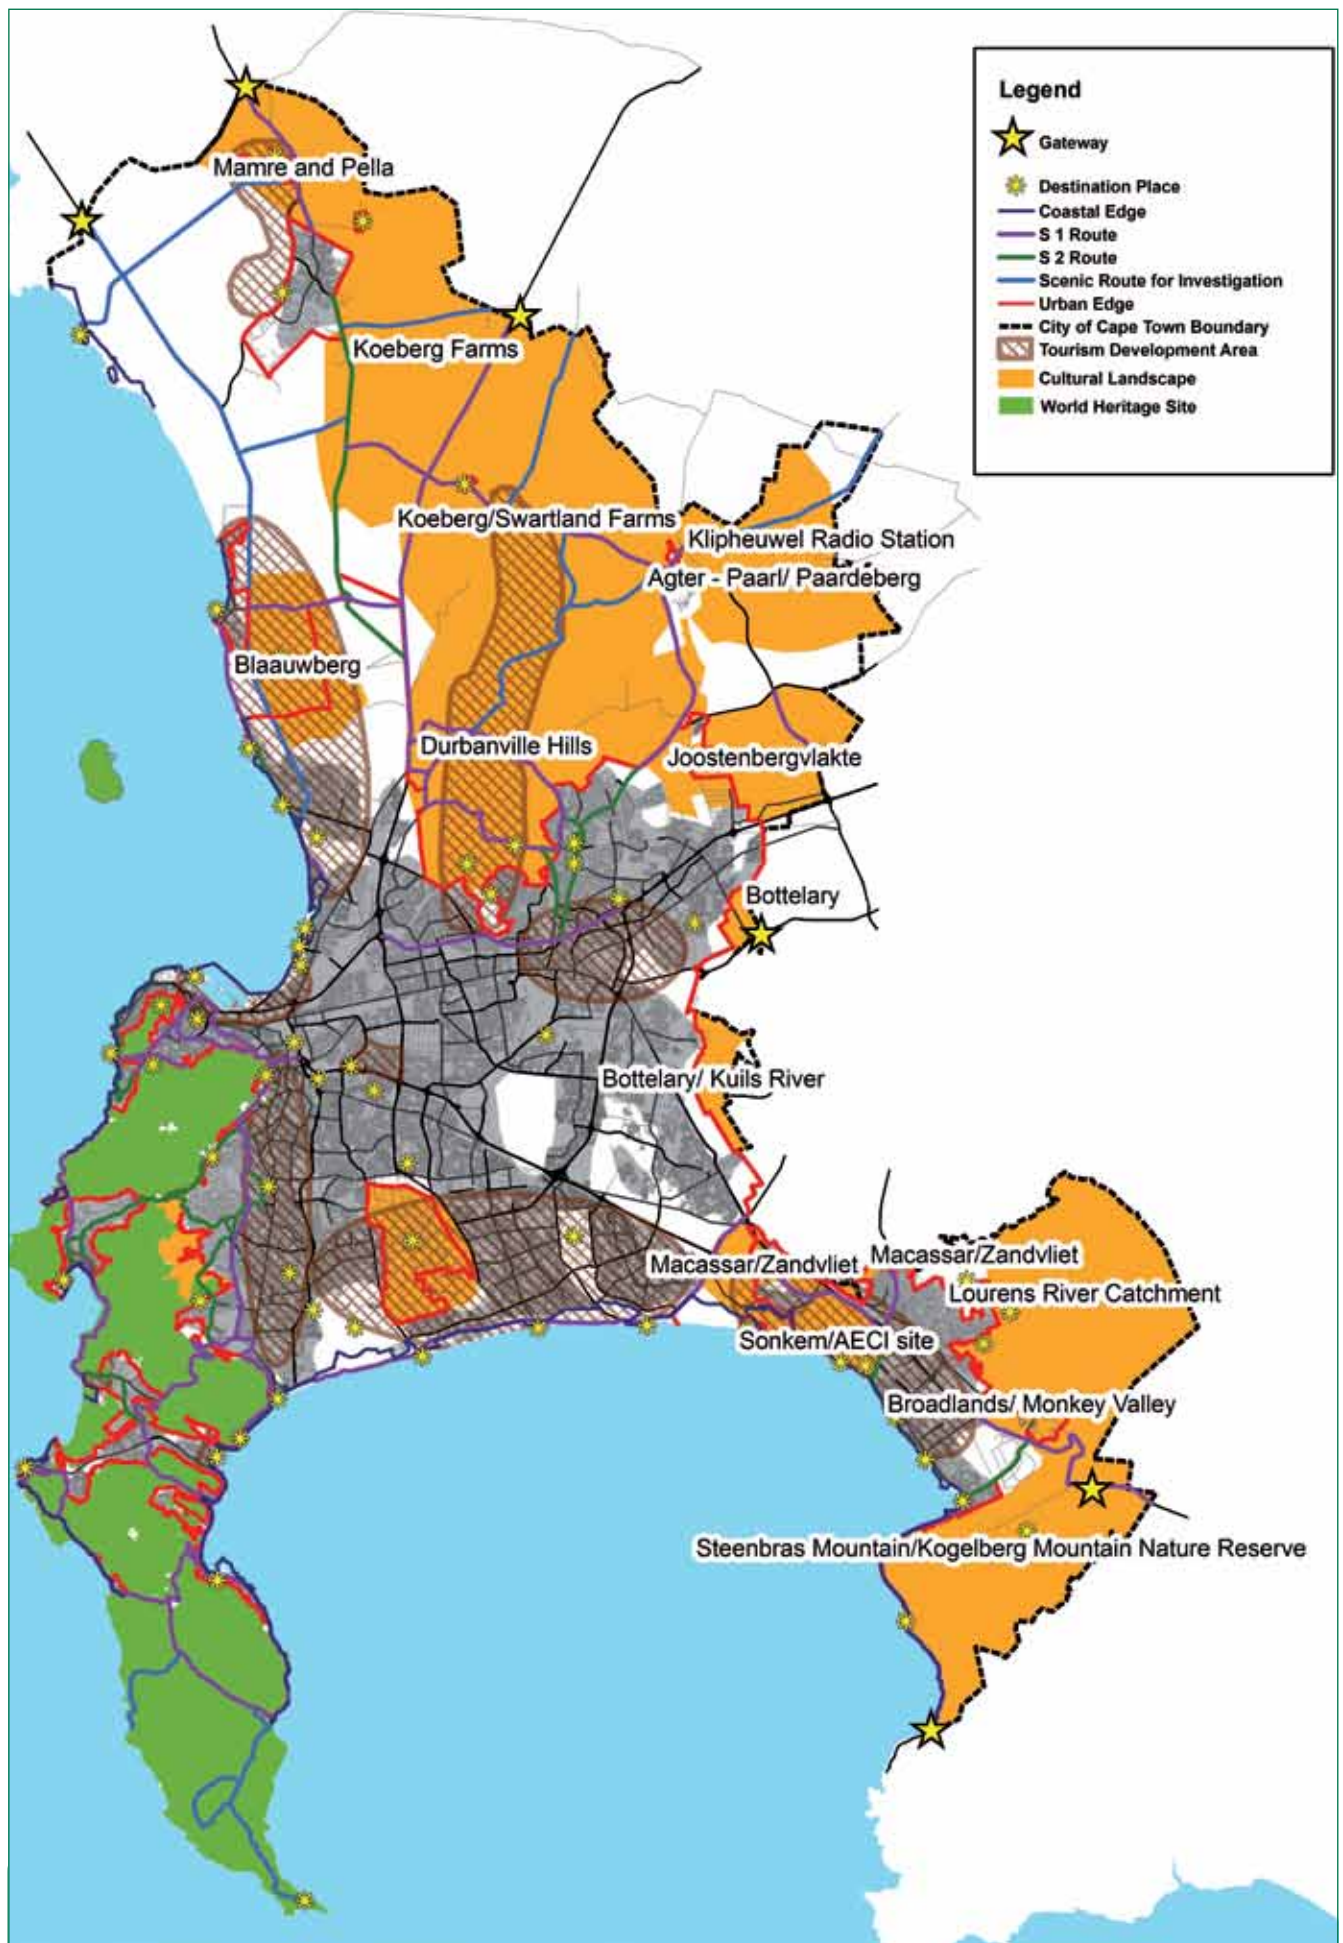 Legend
Gateway
Destination Place
Coastal Edge
S 1 Route
S 2 Route
Scenic Route for Investigation
Urban Edge
City of Cape Town Boundary
Tourism Development Area
Cultural Landscape
World Heritage Site
Mamre and Pella
Koeberg Farms
Koeberg/Swartland Farms
Klipheuwel Radio Station
Agter - Paarl/ Paardeberg
Blaauwberg
Durbanville Hills
Joostenbergvlakte
Bottelary
Bottelary/ Kuils River
Macassar/Zandvliet
Macassar/Zandvliet
Lourens River Catchment
Sonkem/AECI site
Broadlands/ Monkey Valley
Steenbras Mountain/Kogelberg Mountain Nature Reserve